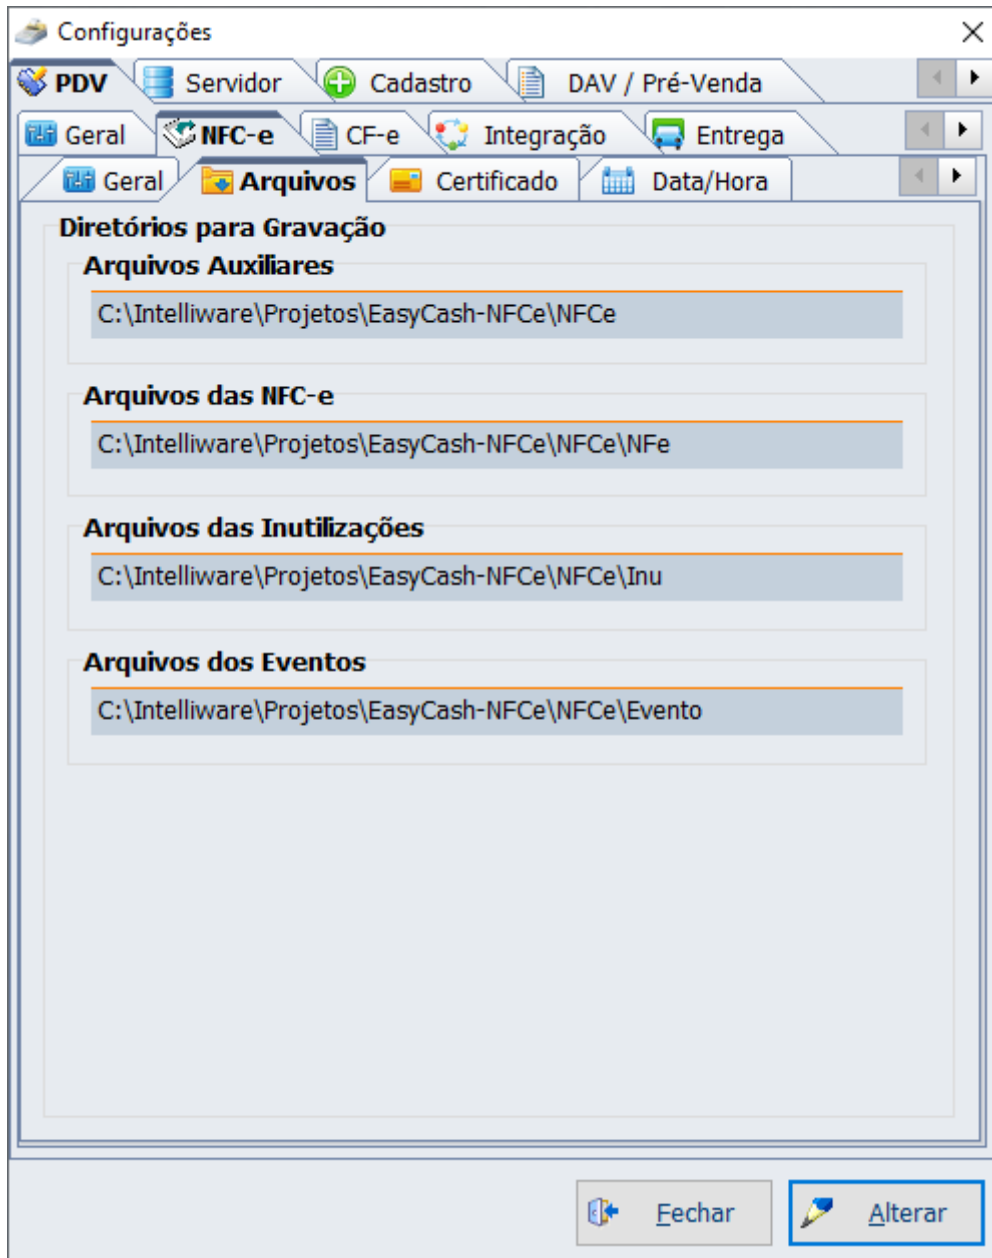 Configurações
PDV Servidor Cadastro DAV / Pré-Venda
Geral NFC-e CF-e Integração Entrega
Geral Arquivos Certificado Data/Hora
Diretórios para Gravação
Arquivos Auxiliares
C:\Intelliware\Projetos\EasyCash-NFCe\NFCe
Arquivos das NFC-e
C:\Intelliware\Projetos\EasyCash-NFCe\NFCe\NFe
Arquivos das Inutilizações
C:\Intelliware\Projetos\EasyCash-NFCe\NFCe\Inu
Arquivos dos Eventos
C:\Intelliware\Projetos\EasyCash-NFCe\NFCe\Evento
Fechar Alterar